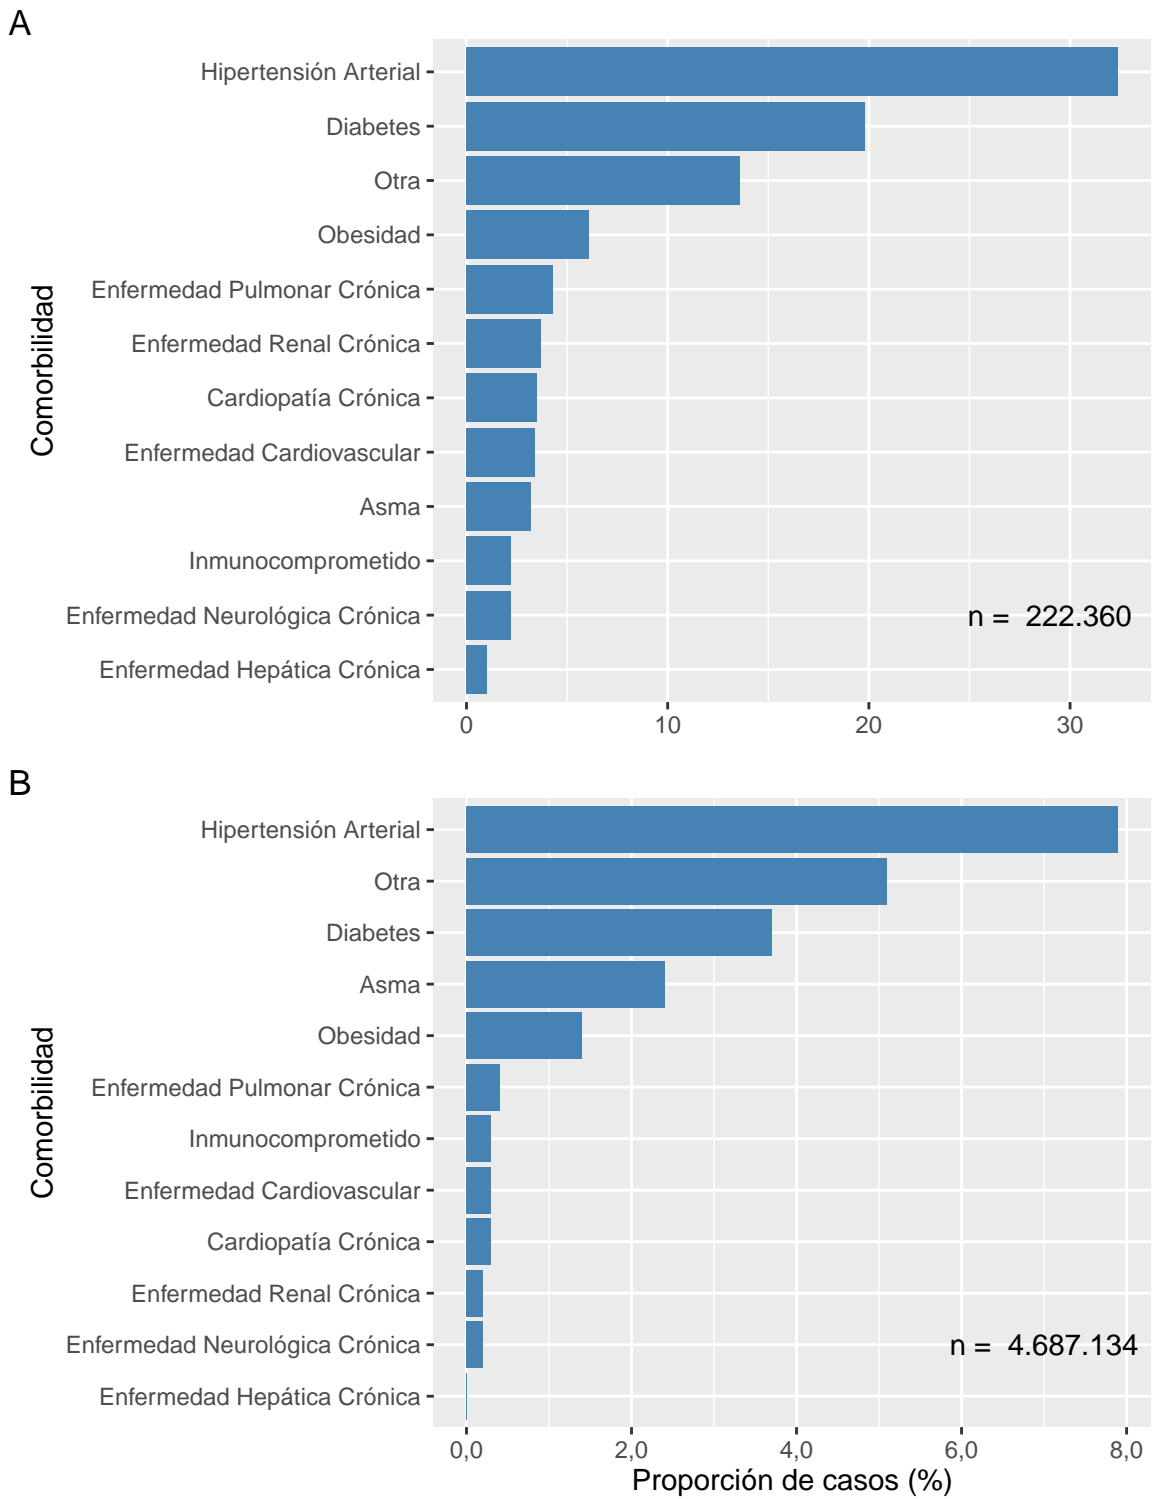 A
Hipertensión Arterial
Diabetes
Otra
Obesidad
Enfermedad Pulmonar Crónica
Enfermedad Renal Crónica
Cardiopatía Crónica
Enfermedad Cardiovascular
Asma
Inmunocomprometido
Enfermedad Neurológica Crónica
Enfermedad Hepática Crónica
Comorbilidad
n = 222.360
0 10 20 30
B
Hipertensión Arterial
Otra
Diabetes
Asma
Obesidad
Enfermedad Pulmonar Crónica
Inmunocomprometido
Enfermedad Cardiovascular
Cardiopatía Crónica
Enfermedad Renal Crónica
Enfermedad Neurológica Crónica
Enfermedad Hepática Crónica
Comorbilidad
n = 4.687.134
0,0 2,0 4,0 6,0 8,0
Proporción de casos (%)